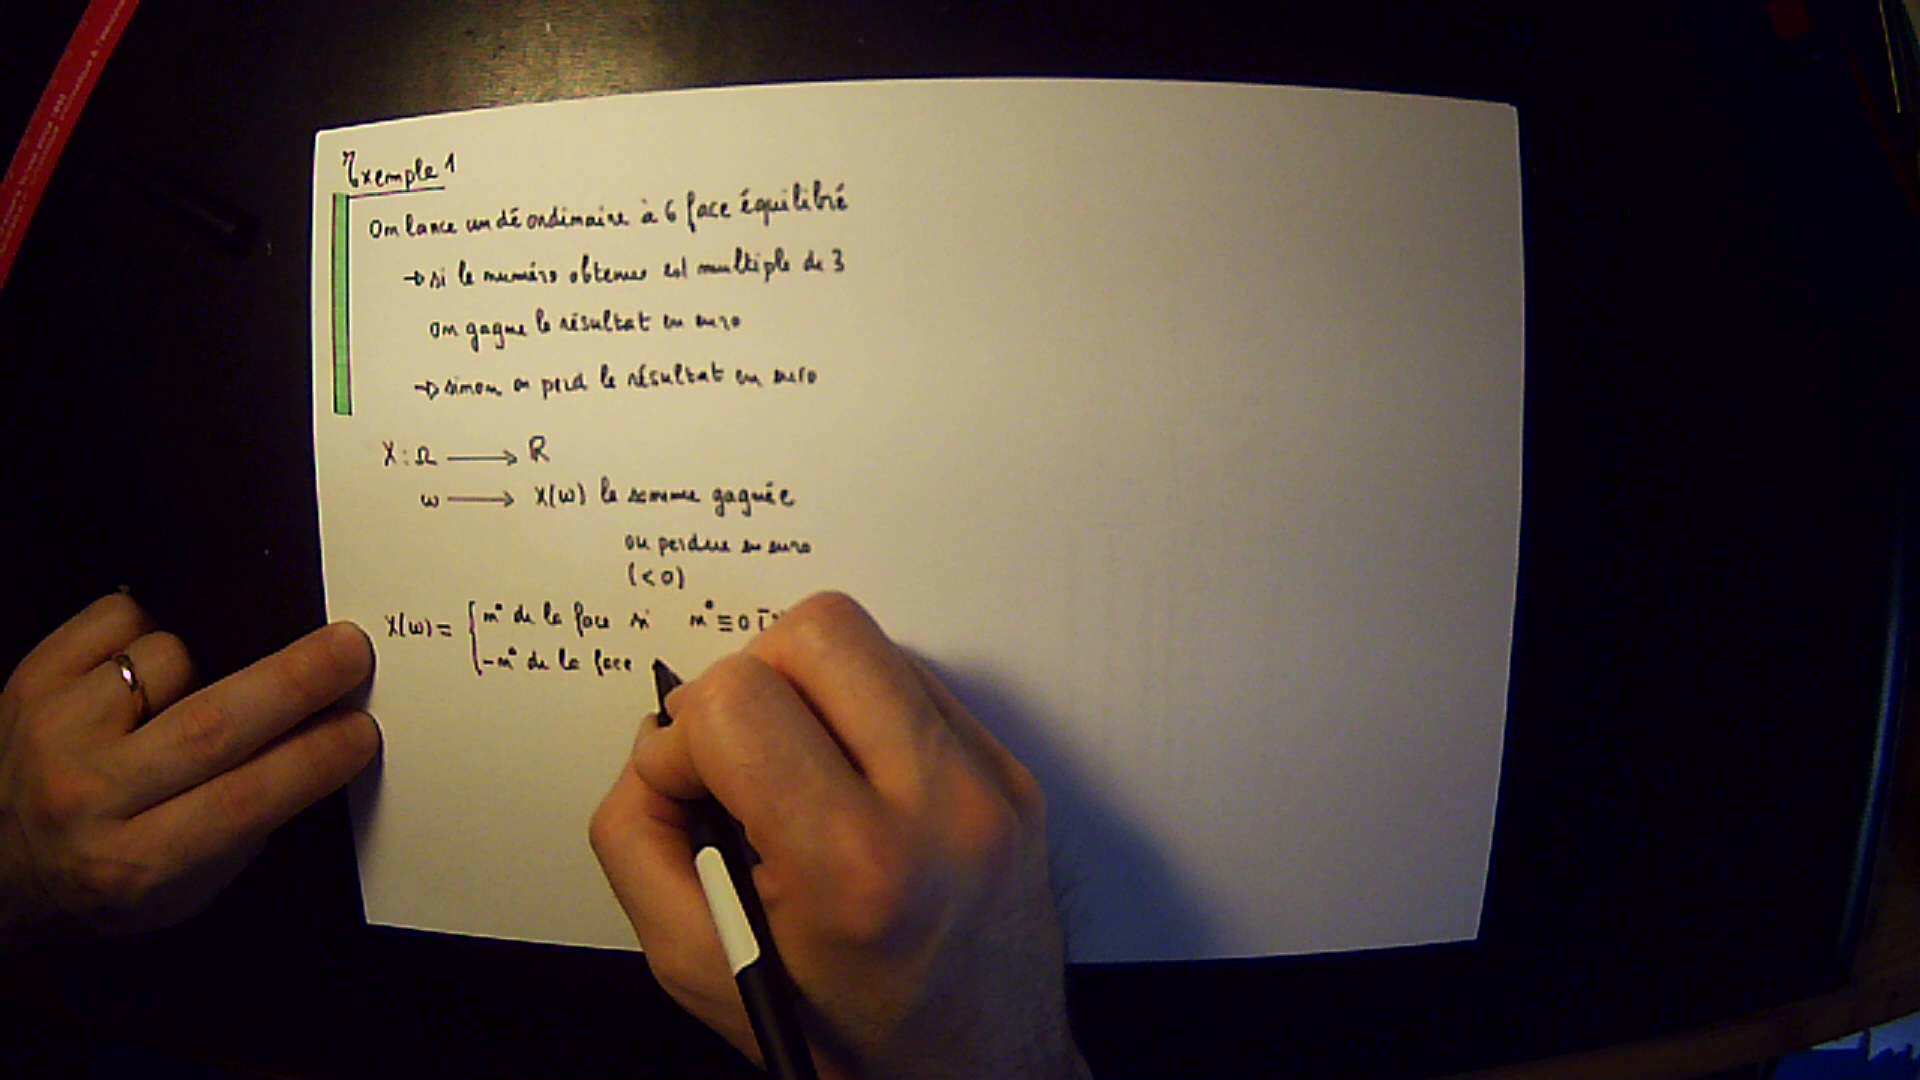 Exemple 1
On lance un dé ordinaire à 6 face équilibré
→ si le numéro obtenus est multiple de 3
on gagne le résultat en euro
→ sinon on perd le résultat en euro
X : Ω ⟶ R
ω ⟶ X(ω) la somme gagnée
ou perdue en euro
(< 0)
X(ω) = { n° de la face si n° ≡ 0 [
-n° de la face